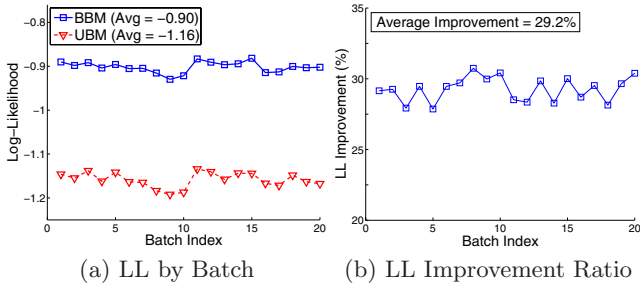 BBM (Avg = −0.90)
UBM (Avg = −1.16)
Log−Likelihood
−0.8
−0.9
−1
−1.1
−1.2
0 5 10 15 20
Batch Index
(a) LL by Batch
Average Improvement = 29.2%
LL Improvement (%)
35
30
25
20
0 5 10 15 20
Batch Index
(b) LL Improvement Ratio